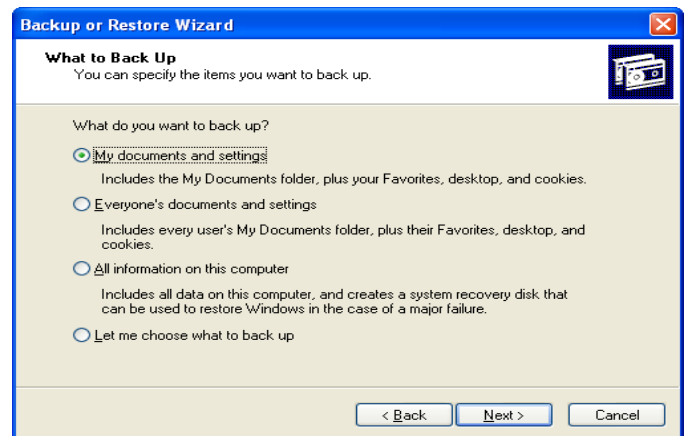 Backup or Restore Wizard
What to Back Up
You can specify the items you want to back up.
What do you want to back up?
My documents and settings
Includes the My Documents folder, plus your Favorites, desktop, and cookies.
Everyone's documents and settings
Includes every user's My Documents folder, plus their Favorites, desktop, and
cookies.
All information on this computer
Includes all data on this computer, and creates a system recovery disk that
can be used to restore Windows in the case of a major failure.
Let me choose what to back up
< Back Next > Cancel